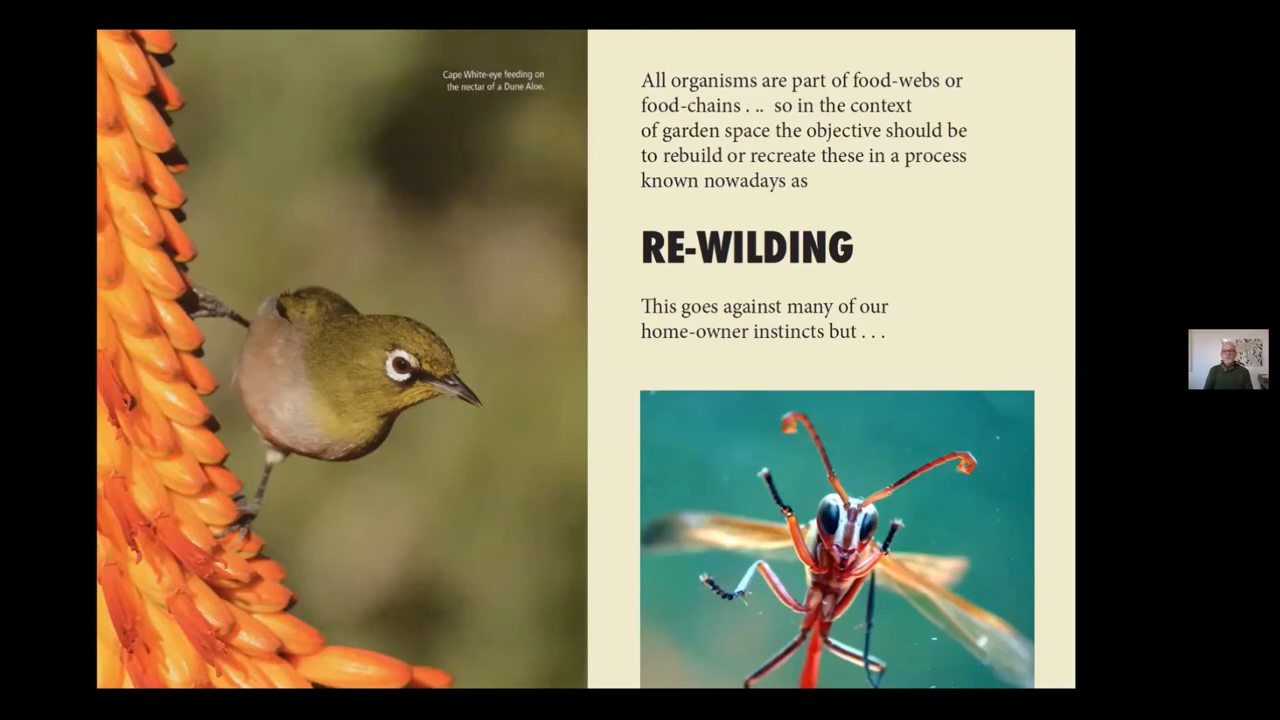 Cape White-eye feeding on
the nectar of a Dune Aloe.
All organisms are part of food-webs or
food-chains . .. so in the context
of garden space the objective should be
to rebuild or recreate these in a process
known nowadays as
RE-WILDING
This goes against many of our
home-owner instincts but . . .